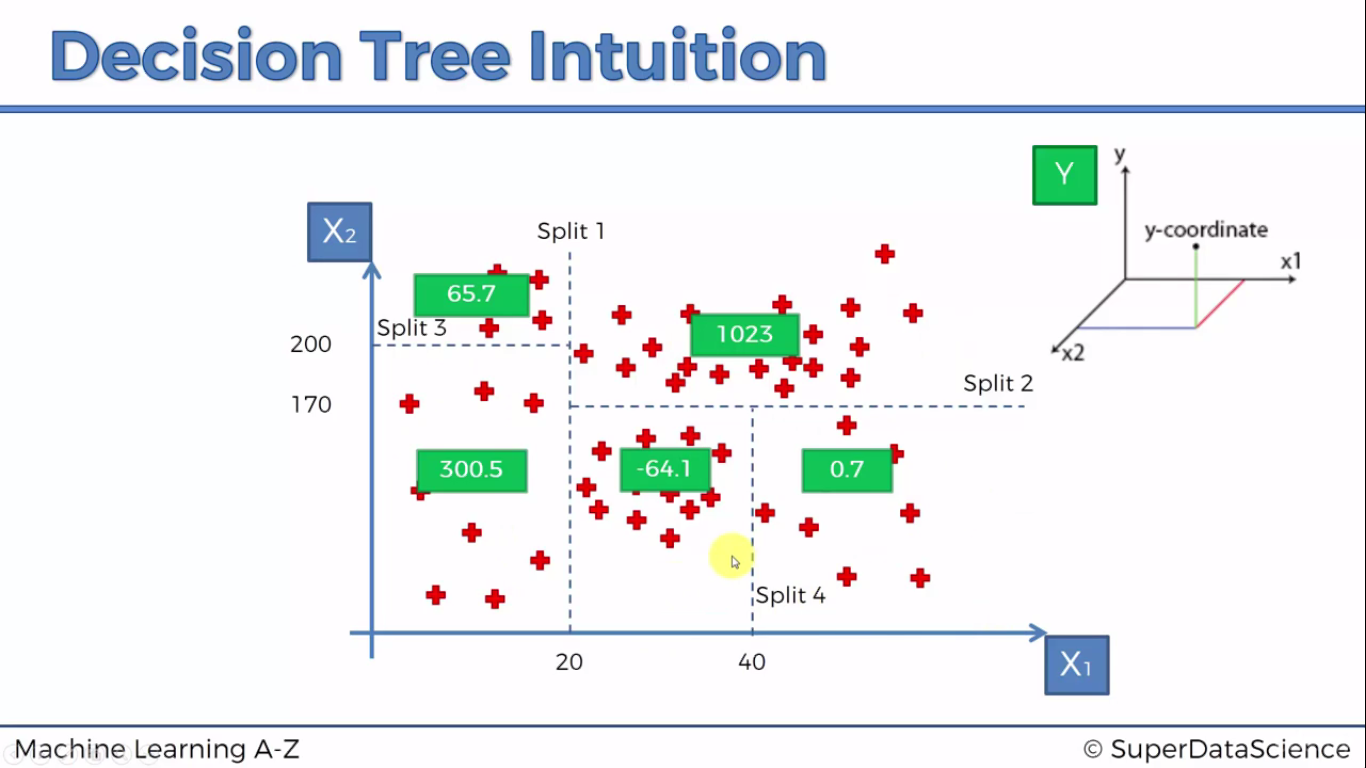 Decision Tree Intuition
Y
y
y-coordinate
x1
x2
X2
Split 1
65.7
Split 3
1023
200
Split 2
170
300.5
-64.1
0.7
Split 4
20
40
X1
Machine Learning A-Z
© SuperDataScience